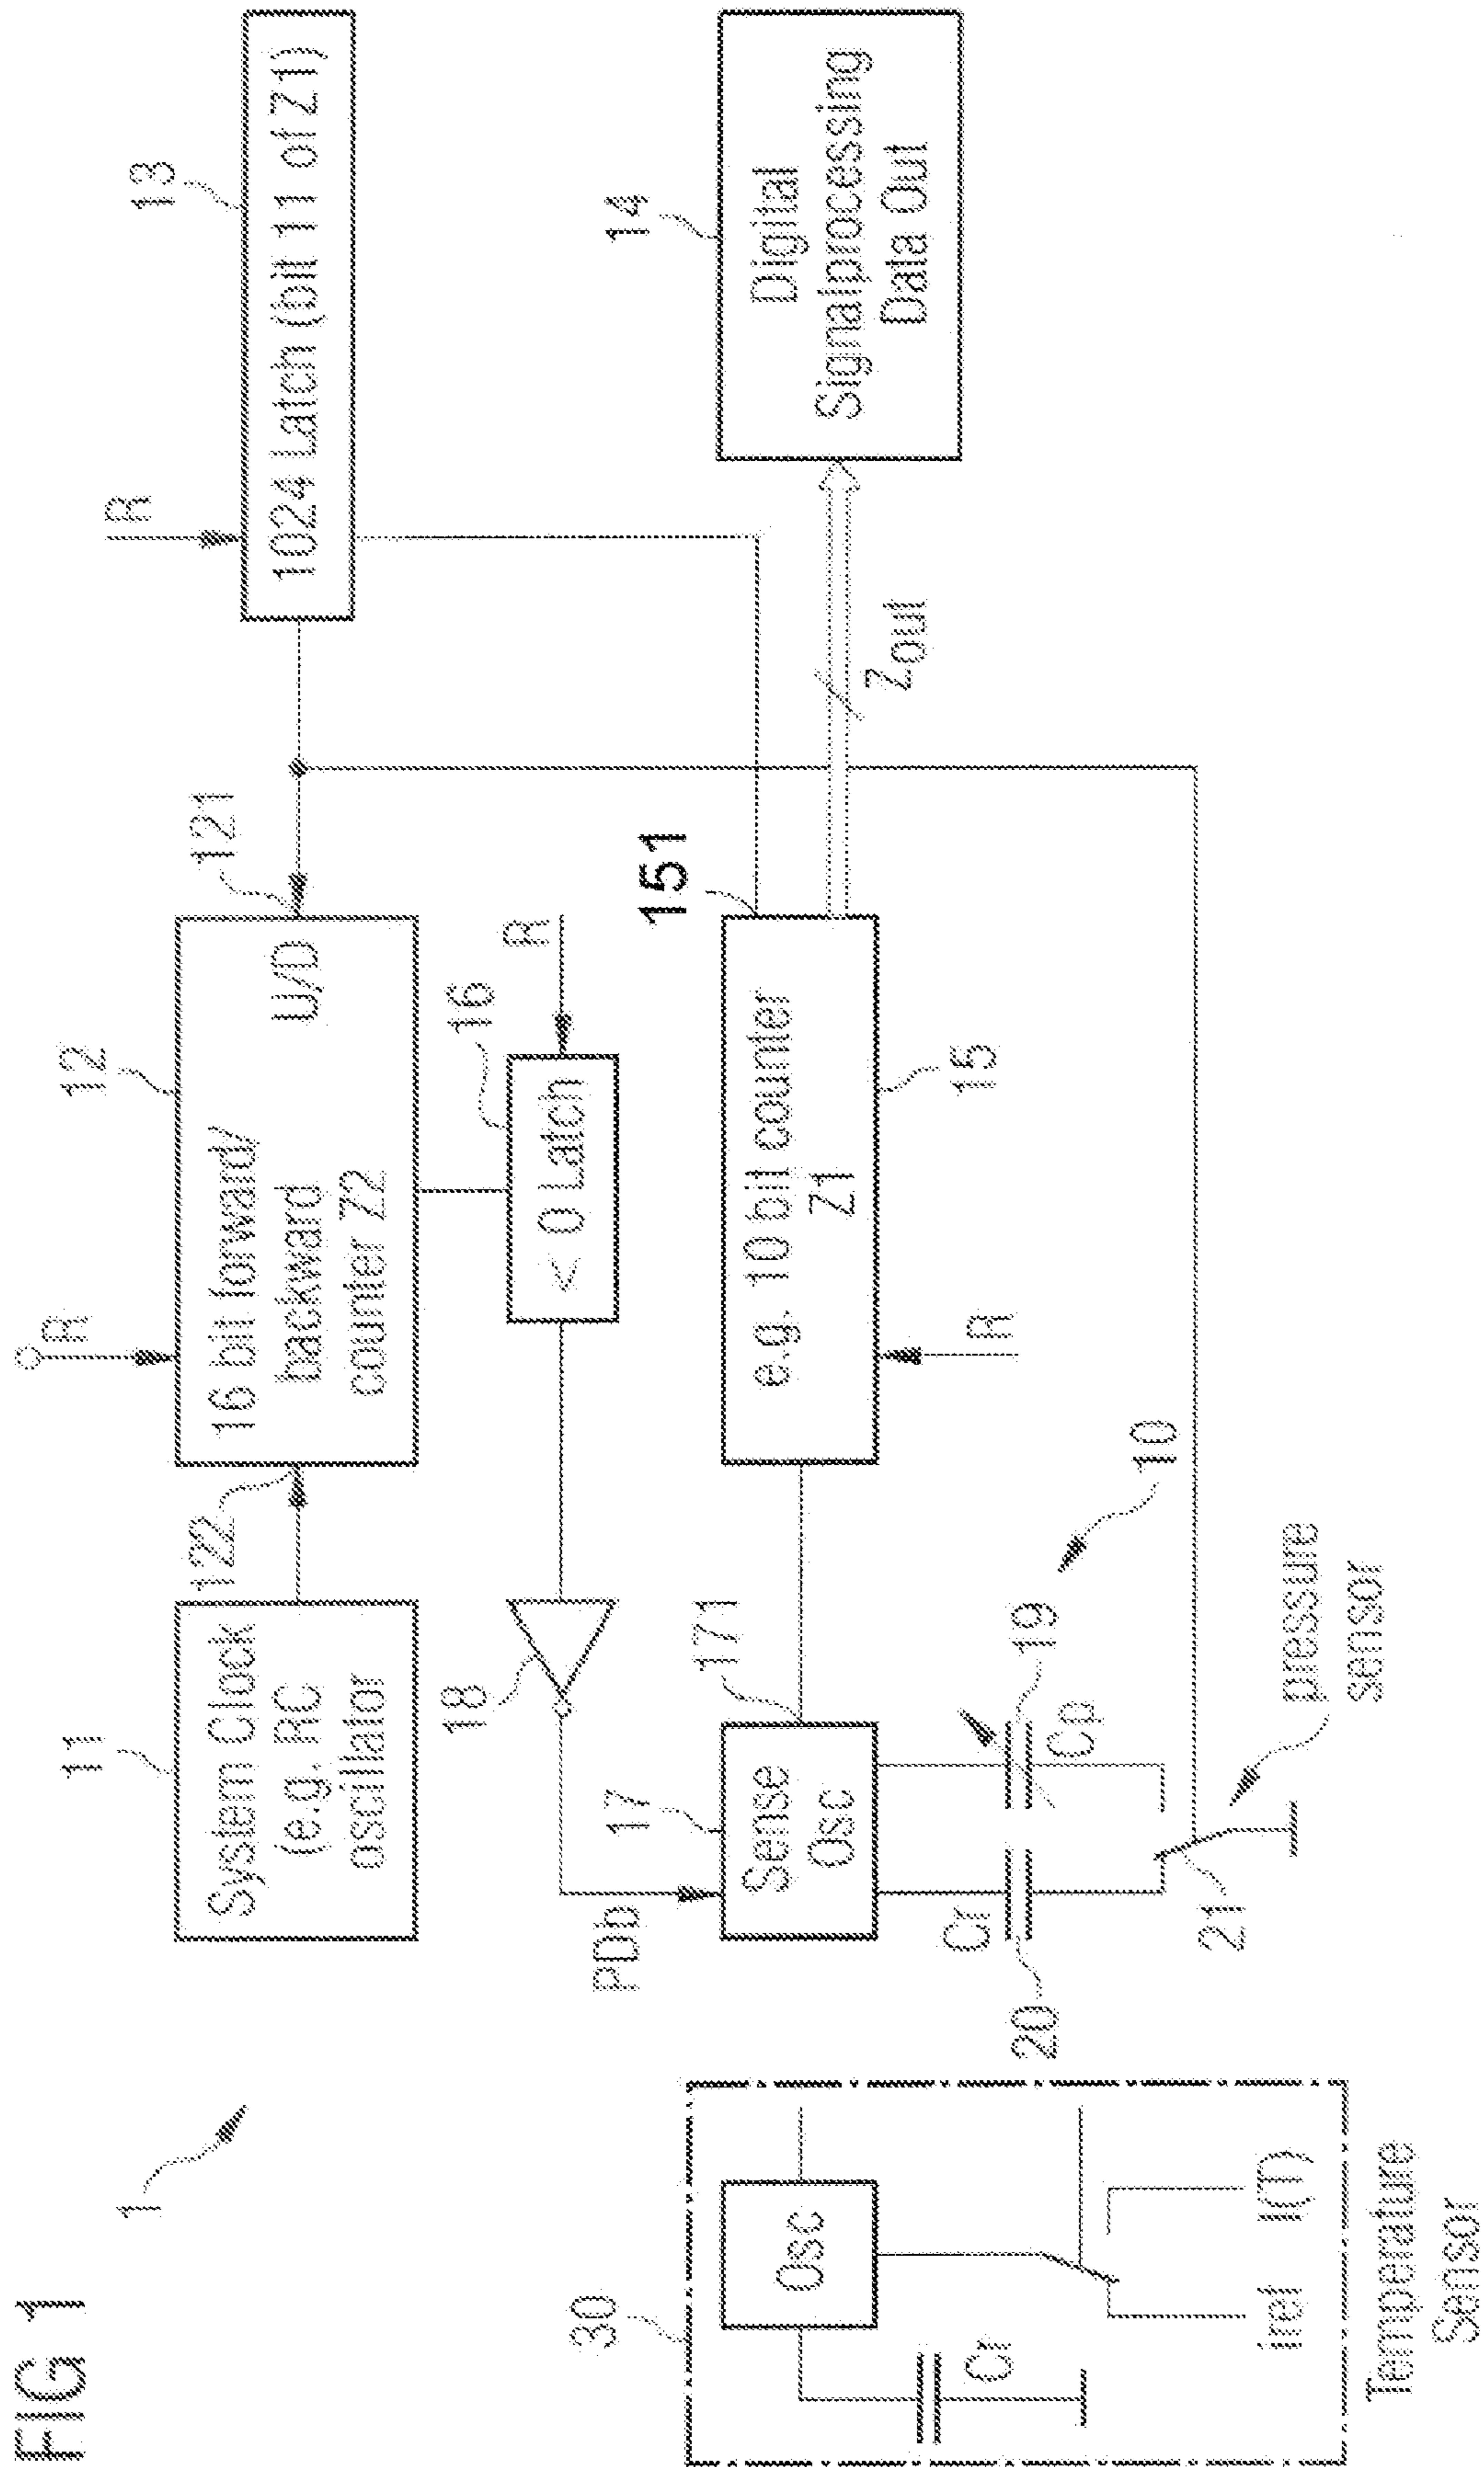 FIG 1
1
11
System Clock
(e.g. RC
oscillator
122
R
12
16 bit forward/
backward
counter Z2
U/D
121
R
13
1024 Latch (bit 11 of Z1)
18
16
< 0 Latch
R
PDb
17
Sense
Osc
171
e.g. 10 bit counter
Z1
15
R
151
Zout
14
Digital
Signalprocessing
Data Out
Cr
20
19
Cp
10
21
pressure
sensor
30
Osc
Cr
iref
I(T)
Temperature
Sensor